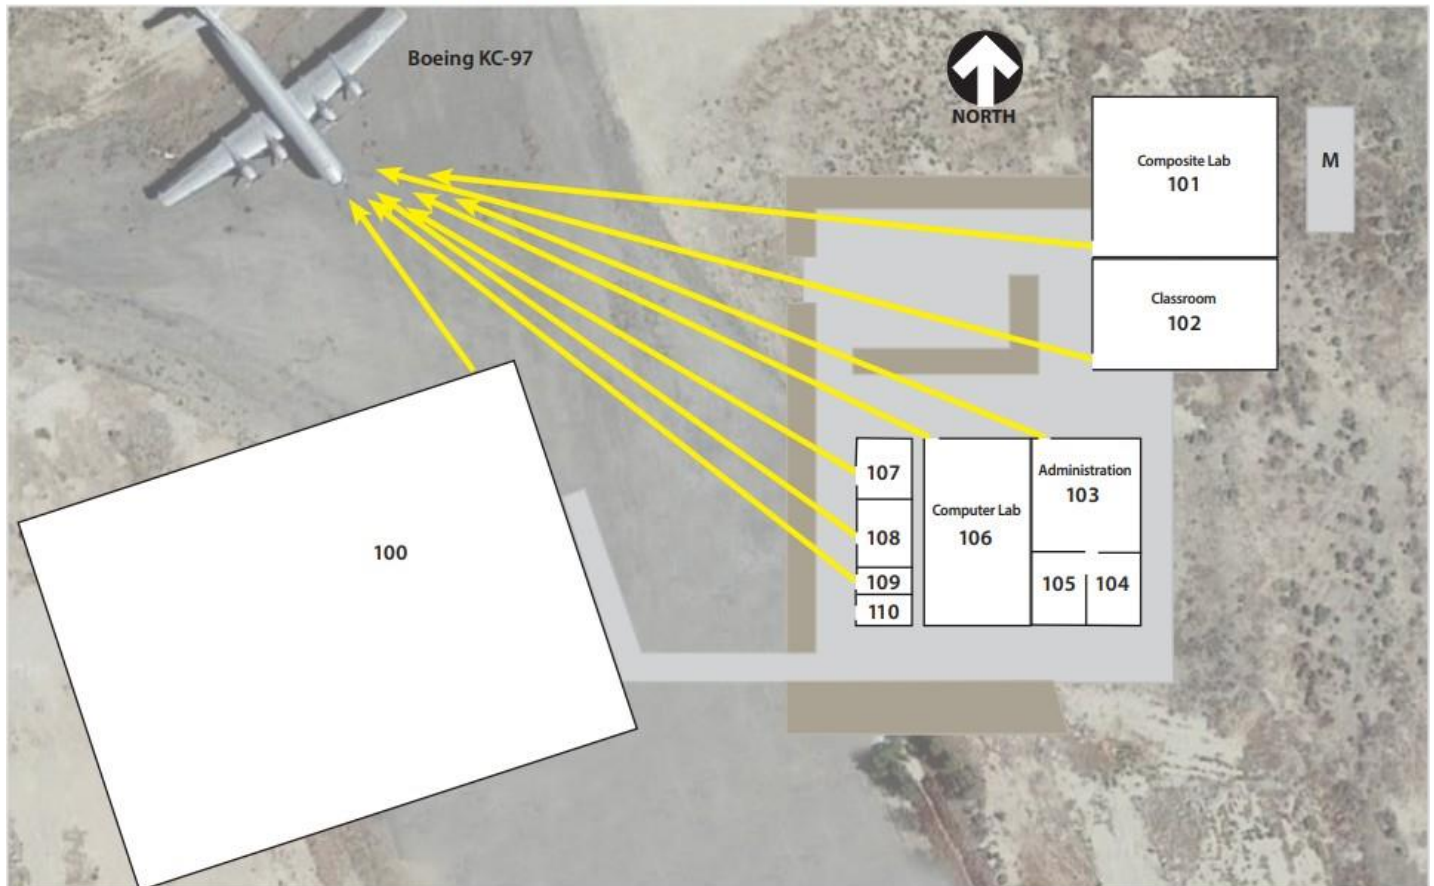 Boeing KC-97
NORTH
Composite Lab
101
M
Classroom
102
107
108
109
110
Computer Lab
106
Administration
103
105
104
100